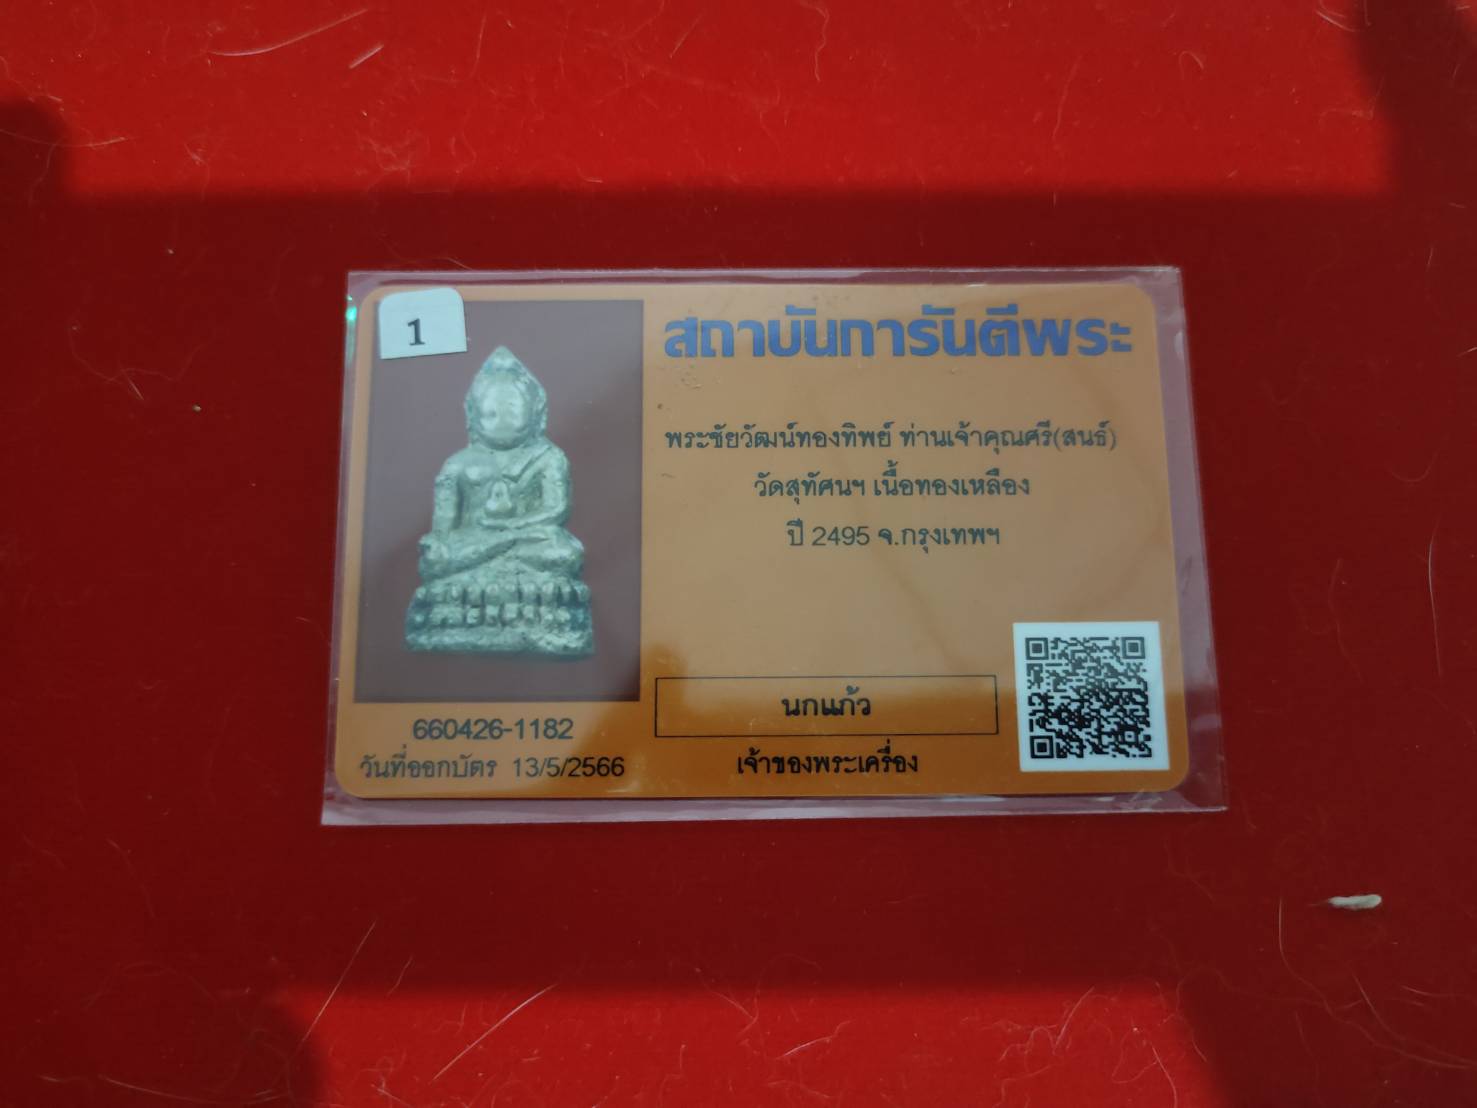 1
สถาบันการันตีพระ
พระชัยวัฒน์ทองทิพย์ ท่านเจ้าคุณศรี(สนธ์)
วัดสุทัศนฯ เนื้อทองเหลือง
ปี 2495 จ.กรุงเทพฯ
นกแก้ว
เจ้าของพระเครื่อง
660426-1182
วันที่ออกบัตร 13/5/2566